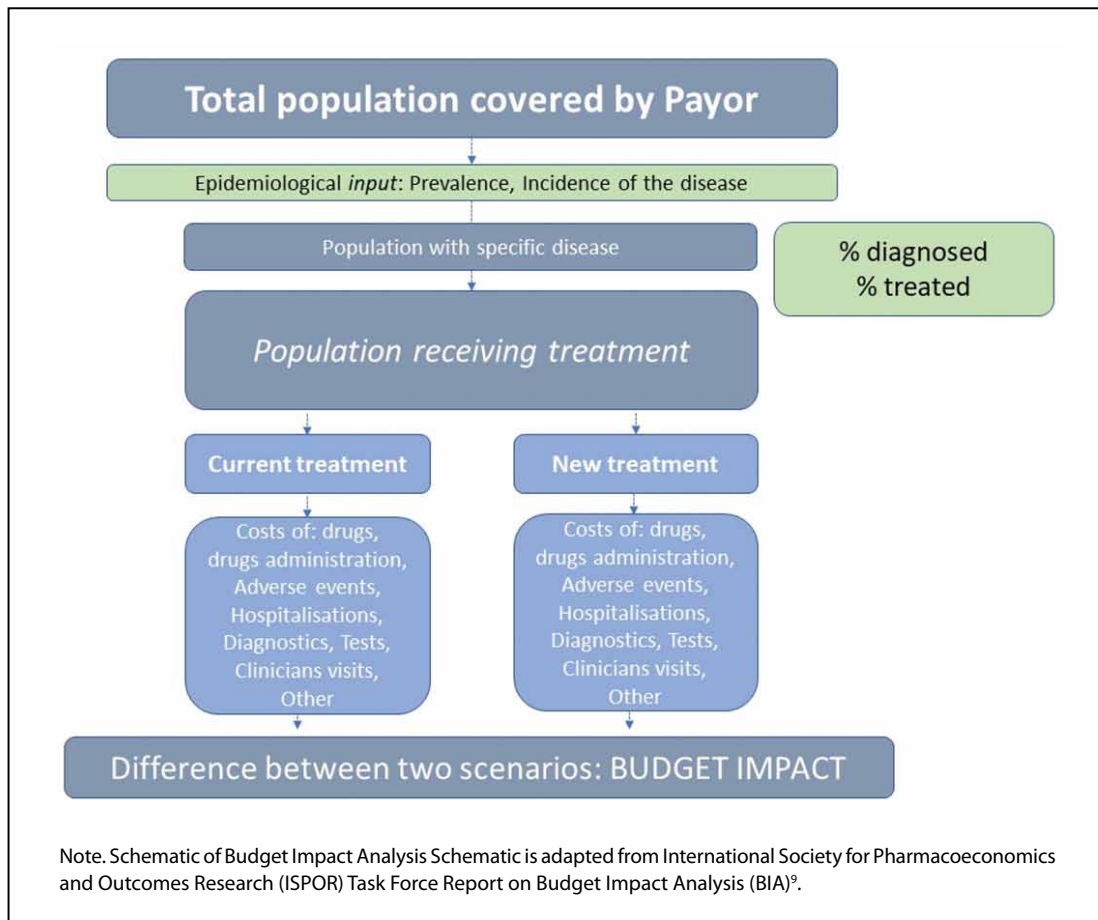 Total population covered by Payor
Epidemiological input: Prevalence, Incidence of the disease
Population with specific disease
% diagnosed
% treated
Population receiving treatment
Current treatment
New treatment
Costs of: drugs,
drugs administration,
Adverse events,
Hospitalisations,
Diagnostics, Tests,
Clinicians visits,
Other
Costs of: drugs,
drugs administration,
Adverse events,
Hospitalisations,
Diagnostics, Tests,
Clinicians visits,
Other
Difference between two scenarios: BUDGET IMPACT
Note. Schematic of Budget Impact Analysis Schematic is adapted from International Society for Pharmacoeconomics
and Outcomes Research (ISPOR) Task Force Report on Budget Impact Analysis (BIA)⁹.